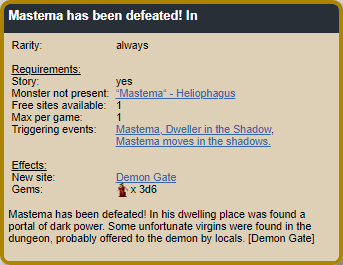 Mastema has been defeated! In
Rarity: always
Requirements:
Story: yes
Monster not present: "Mastema" - Heliophagus
Free sites available: 1
Max per game: 1
Triggering events: Mastema, Dweller in the Shadow,
Mastema moves in the shadows.
Effects:
New site: Demon Gate
Gems: x 3d6
Mastema has been defeated! In his dwelling place was found a
portal of dark power. Some unfortunate virgins were found in the
dungeon, probably offered to the demon by locals. [Demon Gate]